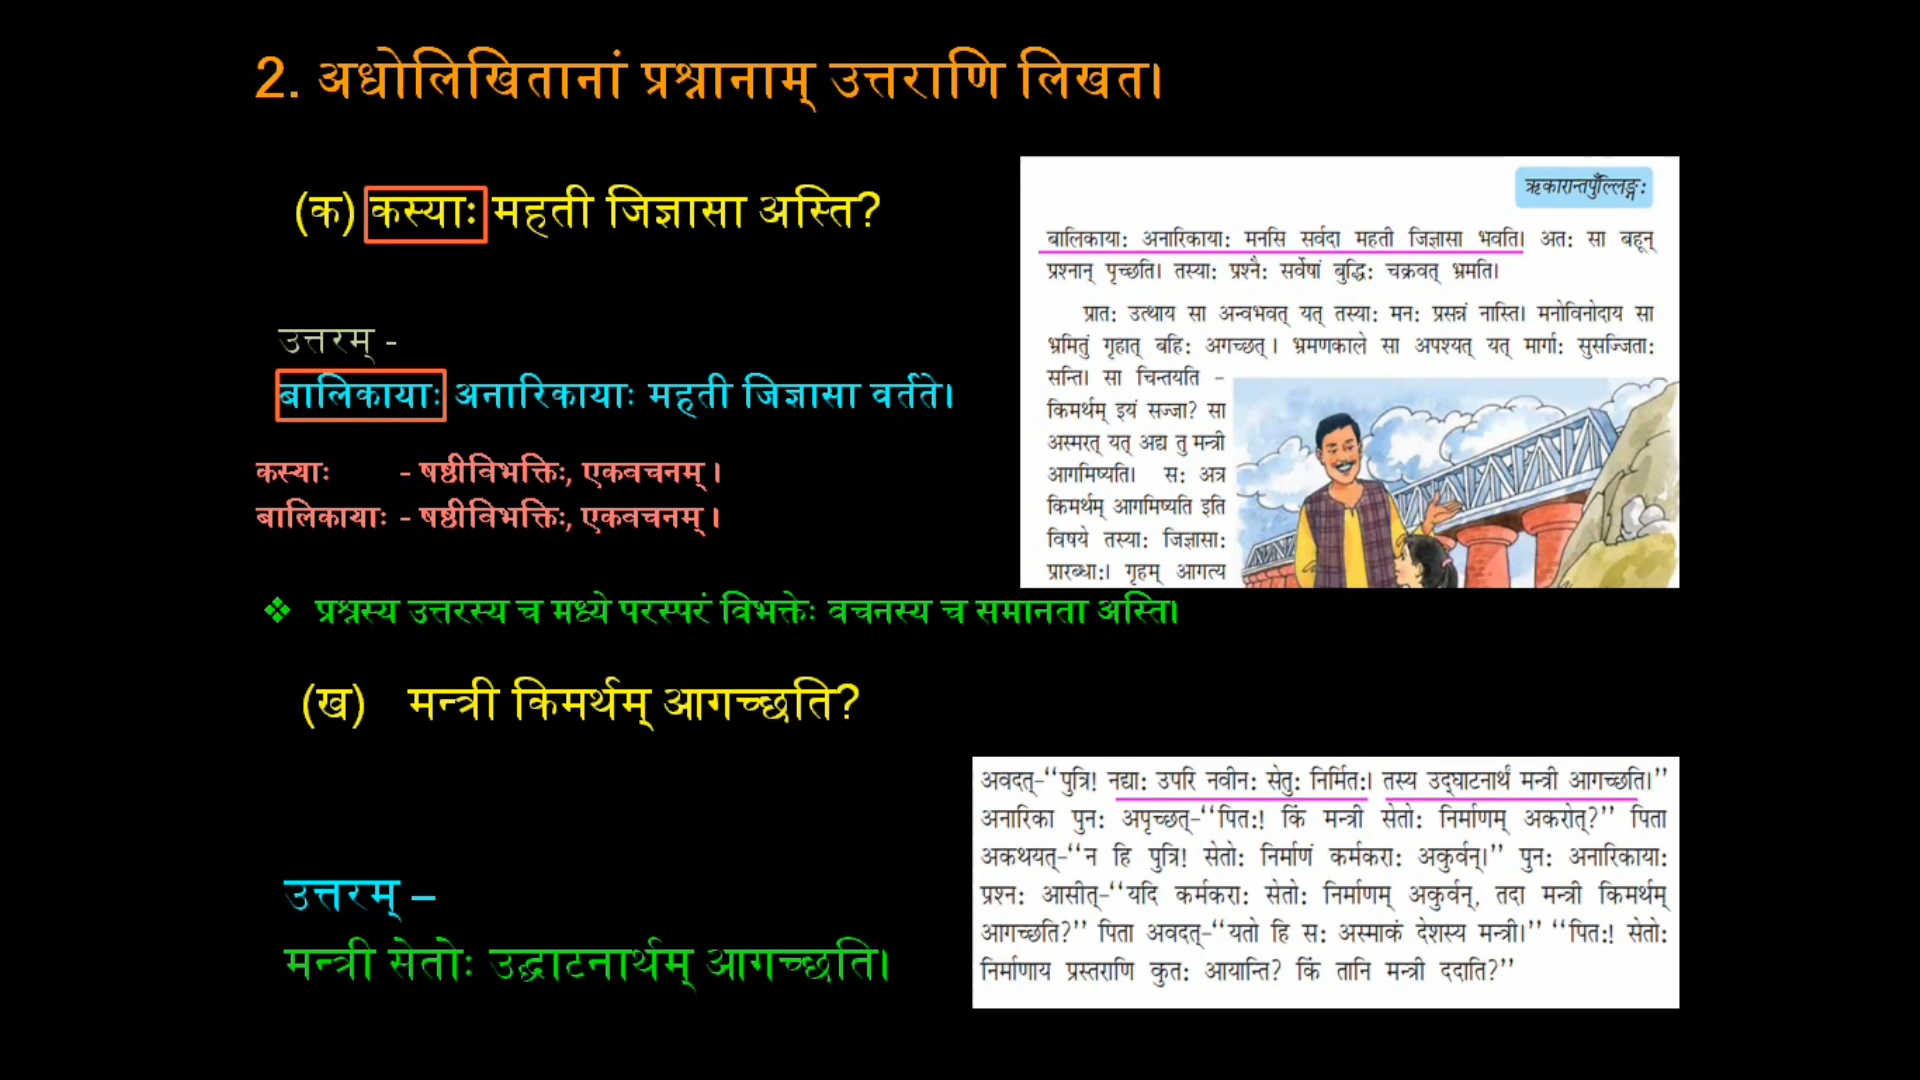 2. अधोलिखितानां प्रश्नानाम् उत्तराणि लिखत।
(क) कस्याः महती जिज्ञासा अस्ति?
उत्तरम् -
बालिकायाः अनारिकायाः महती जिज्ञासा वर्तते।
कस्याः - षष्ठीविभक्तिः, एकवचनम्।
बालिकायाः - षष्ठीविभक्तिः, एकवचनम्।
ऋकारान्तपुँल्लिङ्गः
बालिकायाः अनारिकायाः मनसि सर्वदा महती जिज्ञासा भवति। अतः सा बहून्
प्रश्नान् पृच्छति। तस्याः प्रश्नैः सर्वेषां बुद्धिः चक्रवत् भ्रमति।
प्रातः उत्थाय सा अन्वभवत् यत् तस्याः मनः प्रसन्नं नास्ति। मनोविनोदाय सा
भ्रमितुं गृहात् बहिः अगच्छत्। भ्रमणकाले सा अपश्यत् यत् मार्गाः सुसज्जिताः
सन्ति। सा चिन्तयति –
किमर्थम् इयं सज्जा? सा
अस्मरत् यत् अद्य तु मन्त्री
आगमिष्यति। सः अत्र
किमर्थम् आगमिष्यति इति
विषये तस्याः जिज्ञासाः
प्रारब्धाः। गृहम् आगत्य
❖ प्रश्नस्य उत्तरस्य च मध्ये परस्परं विभक्तेः वचनस्य च समानता अस्ति।
(ख) मन्त्री किमर्थम् आगच्छति?
उत्तरम् –
मन्त्री सेतोः उद्घाटनार्थम् आगच्छति।
अवदत्–“पुत्रि! नद्याः उपरि नवीनः सेतुः निर्मितः। तस्य उद्घाटनार्थं मन्त्री आगच्छति।”
अनारिका पुनः अपृच्छत्–“पितः! किं मन्त्री सेतोः निर्माणम् अकरोत्?” पिता
अकथयत्–“न हि पुत्रि! सेतोः निर्माणं कर्मकराः अकुर्वन्।” पुनः अनारिकायाः
प्रश्नः आसीत्–“यदि कर्मकराः सेतोः निर्माणम् अकुर्वन्, तदा मन्त्री किमर्थम्
आगच्छति?” पिता अवदत्–“यतो हि सः अस्माकं देशस्य मन्त्री।” “पितः! सेतोः
निर्माणाय प्रस्तराणि कुतः आयान्ति? किं तानि मन्त्री ददाति?”